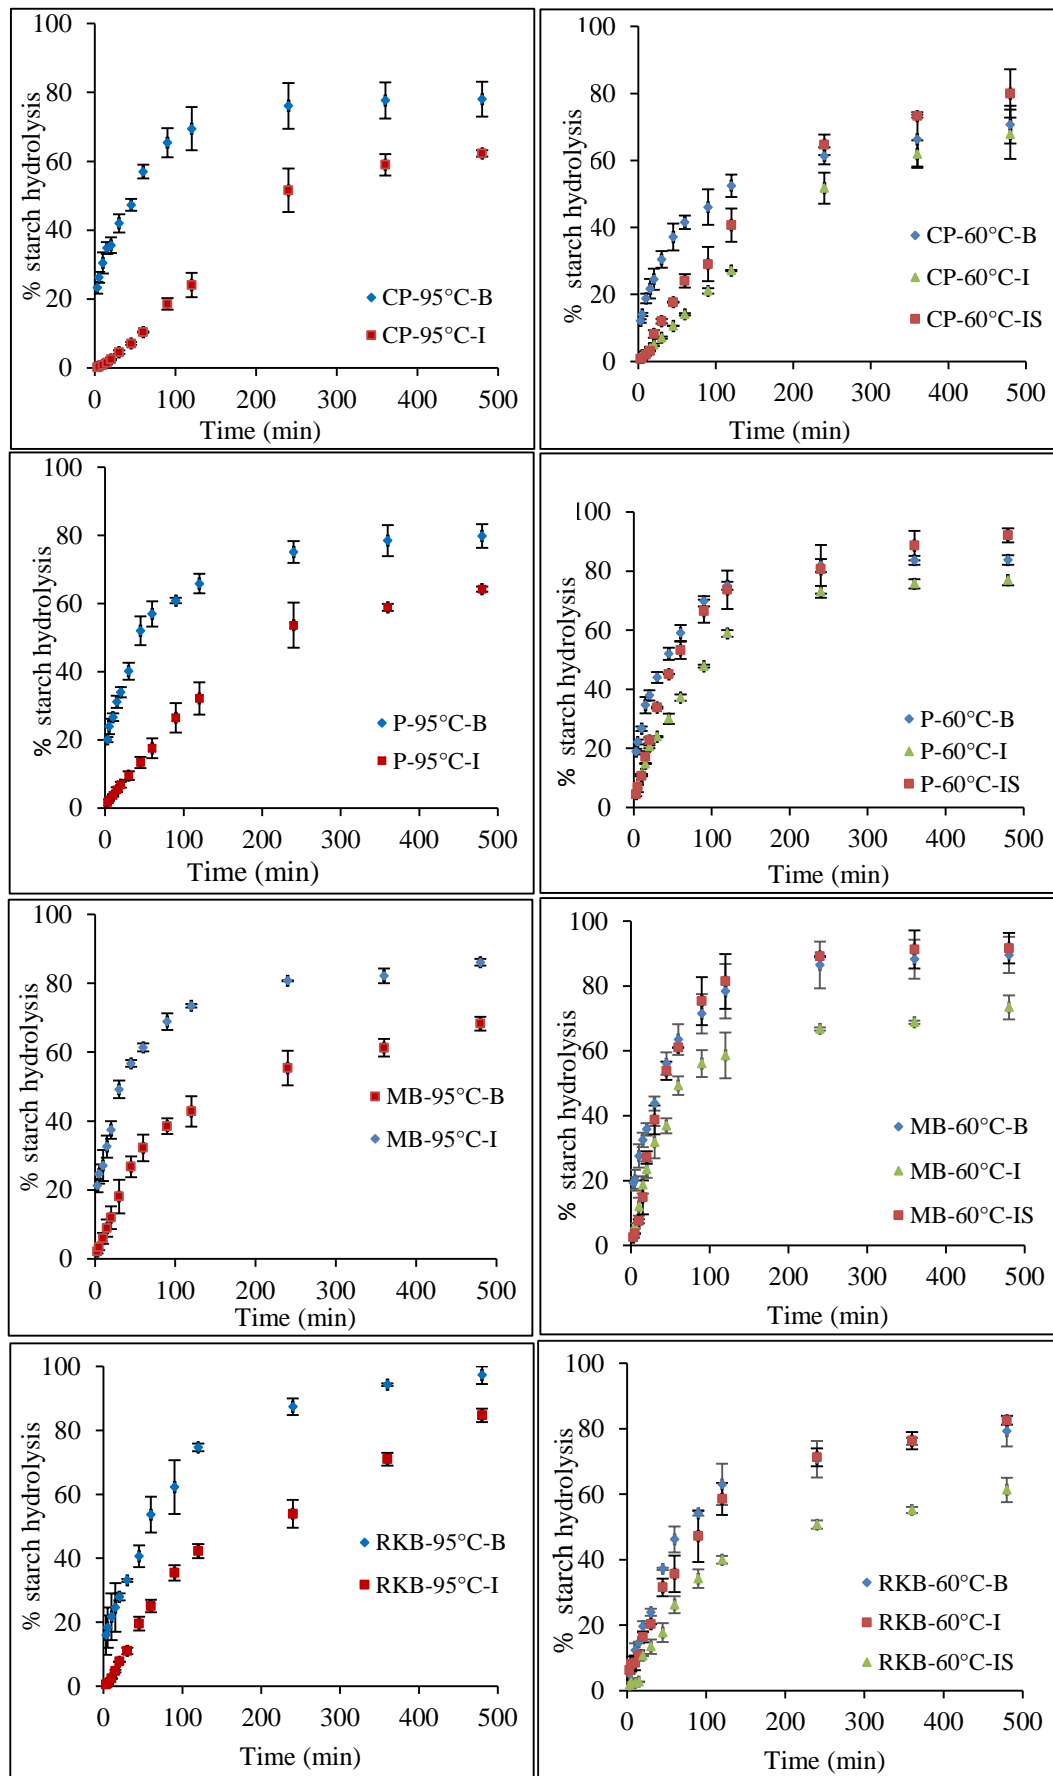 100
80
60
40
20
0
% starch hydrolysis
0 100 200 300 400 500
Time (min)
CP-95°C-B
CP-95°C-I
100
80
60
40
20
0
% starch hydrolysis
0 100 200 300 400 500
Time (min)
CP-60°C-B
CP-60°C-I
CP-60°C-IS
100
80
60
40
20
0
% starch hydrolysis
0 100 200 300 400 500
Time (min)
P-95°C-B
P-95°C-I
100
80
60
40
20
0
% starch hydrolysis
0 100 200 300 400 500
Time (min)
P-60°C-B
P-60°C-I
P-60°C-IS
100
80
60
40
20
0
% starch hydrolysis
0 100 200 300 400 500
Time (min)
MB-95°C-B
MB-95°C-I
100
80
60
40
20
0
% starch hydrolysis
0 100 200 300 400 500
Time (min)
MB-60°C-B
MB-60°C-I
MB-60°C-IS
100
80
60
40
20
0
% starch hydrolysis
0 100 200 300 400 500
Time (min)
RKB-95°C-B
RKB-95°C-I
100
80
60
40
20
0
% starch hydrolysis
0 100 200 300 400 500
Time (min)
RKB-60°C-B
RKB-60°C-I
RKB-60°C-IS